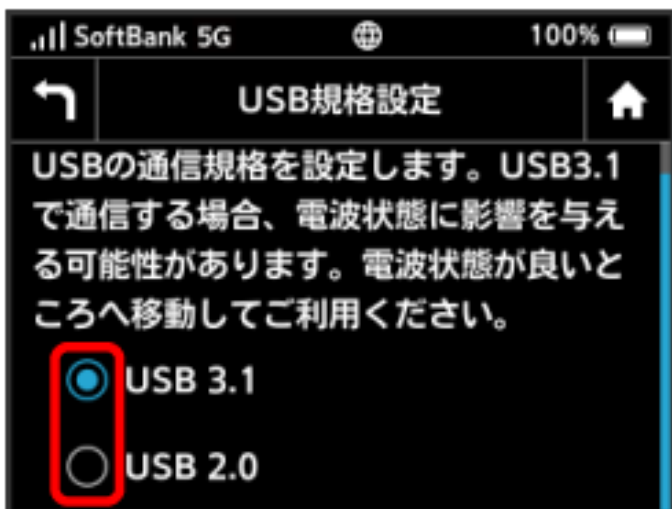 SoftBank 5G 100%
USB規格設定
USBの通信規格を設定します。USB3.1
で通信する場合、電波状態に影響を与え
る可能性があります。電波状態が良いと
ころへ移動してご利用ください。
USB 3.1
USB 2.0